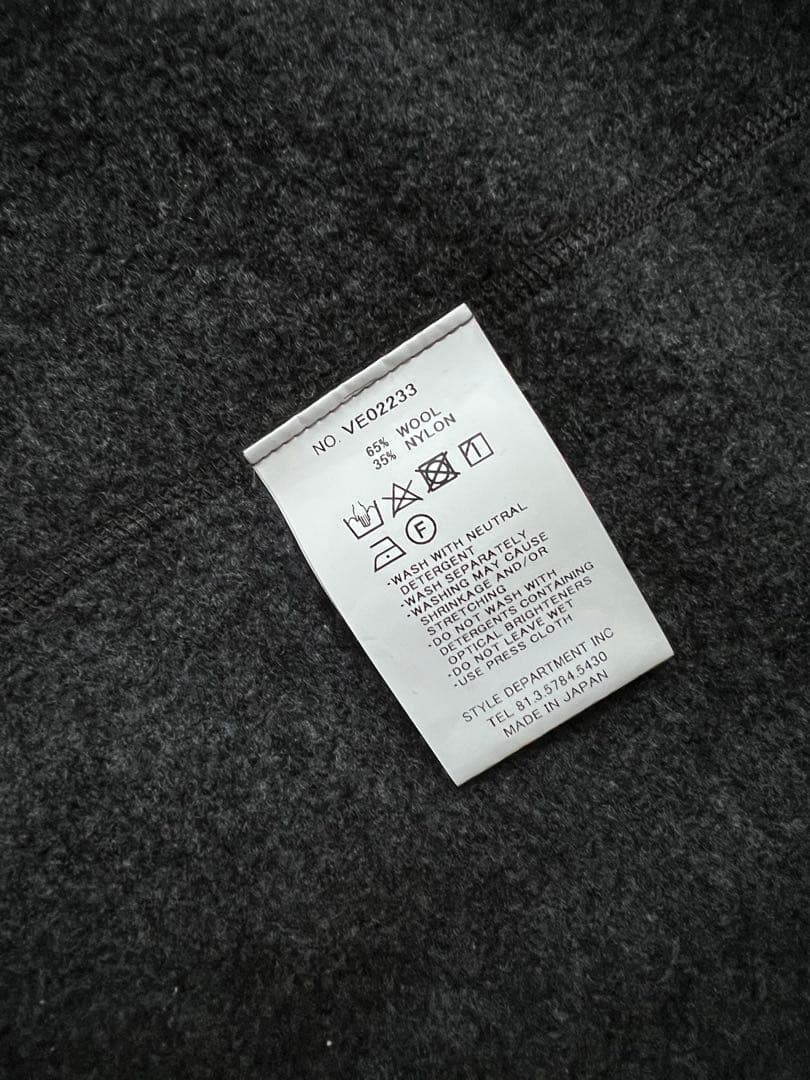 NO. VE02233
65% WOOL
35% NYLON
F
-WASH WITH NEUTRAL
DETERGENT
-WASH SEPARATELY
-WASHING MAY CAUSE
SHRINKAGE AND/OR
STRETCHING
-DO NOT WASH WITH
DETERGENTS CONTAINING
OPTICAL BRIGHTENERS
-DO NOT LEAVE WET
-USE PRESS CLOTH
STYLE DEPARTMENT INC
TEL 81.3.5784.5430
MADE IN JAPAN